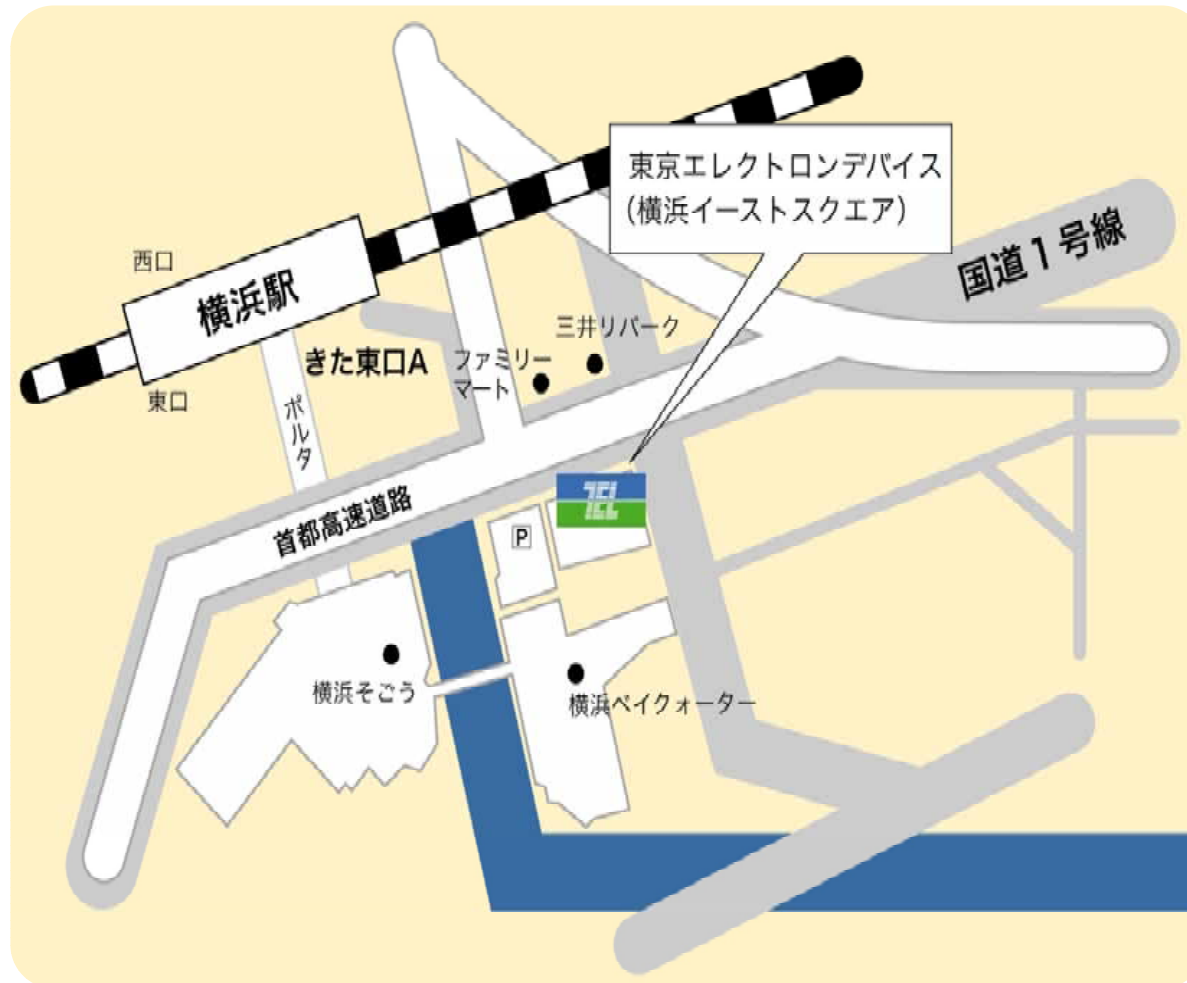 東京エレクトロンデバイス
(横浜イーストスクエア)
国道1号線
西口
横浜駅
三井リパーク
きた東口A
ファミリー
マート
東口
ポルタ
TEL
首都高速道路
P
横浜そごう
横浜ベイクォーター